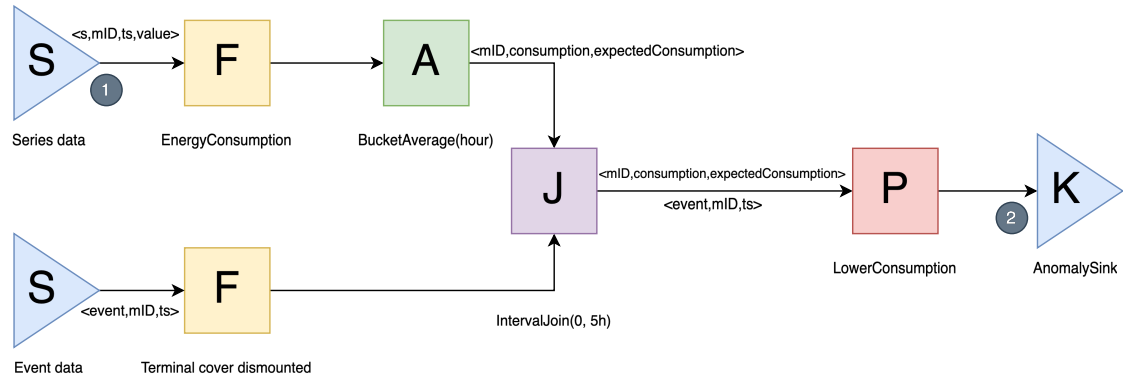 <s,mID,ts,value>
S
F
A
<mID,consumption,expectedConsumption>
1
Series data
EnergyConsumption
BucketAverage(hour)
J
<mID,consumption,expectedConsumption>
<event,mID,ts>
P
K
2
LowerConsumption
AnomalySink
S
<event,mID,ts>
F
IntervalJoin(0, 5h)
Event data
Terminal cover dismounted